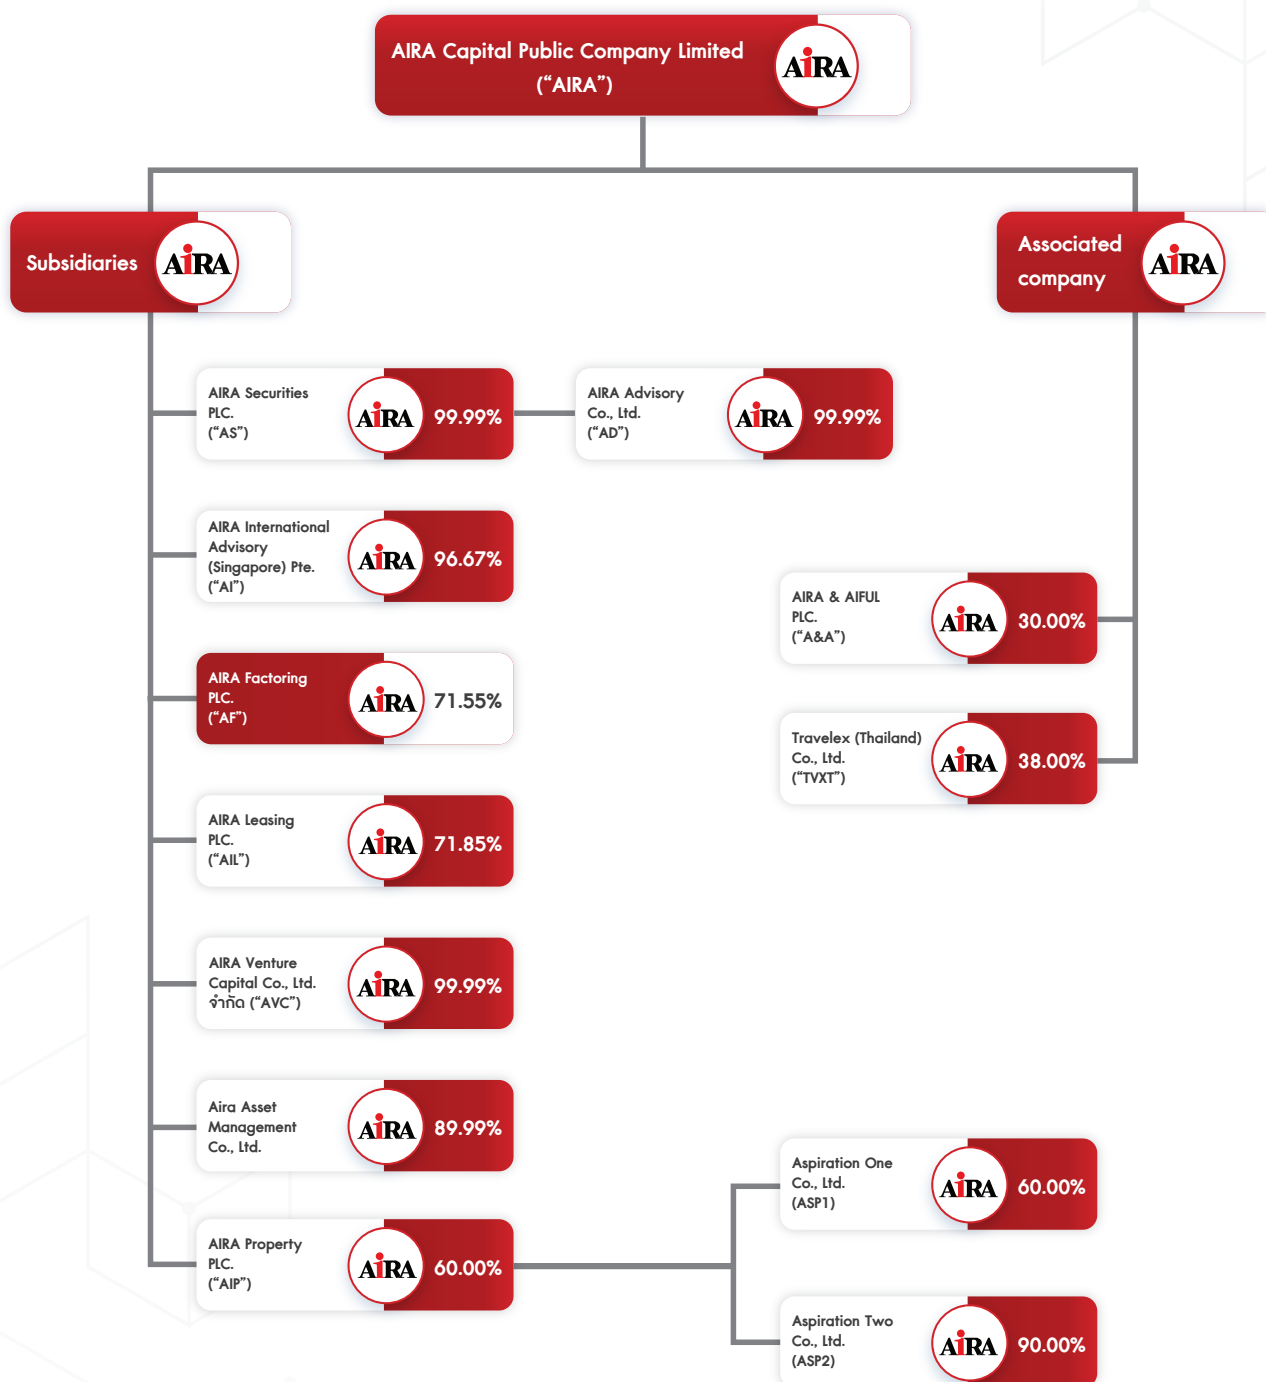 AIRA Capital Public Company Limited
(“AIRA”)
AiRA
Subsidiaries
AiRA
Associated
company
AiRA
AIRA Securities
PLC.
(“AS”)
AiRA
99.99%
AIRA Advisory
Co., Ltd.
(“AD”)
AiRA
99.99%
AIRA International
Advisory
(Singapore) Pte.
(“AI”)
AiRA
96.67%
AIRA & AIFUL
PLC.
(“A&A”)
AiRA
30.00%
AIRA Factoring
PLC.
(“AF”)
AiRA
71.55%
Travelex (Thailand)
Co., Ltd.
(“TVXT”)
AiRA
38.00%
AIRA Leasing
PLC.
(“AIL”)
AiRA
71.85%
AIRA Venture
Capital Co., Ltd.
จำกัด (“AVC”)
AiRA
99.99%
Aira Asset
Management
Co., Ltd.
AiRA
89.99%
AIRA Property
PLC.
(“AIP”)
AiRA
60.00%
Aspiration One
Co., Ltd.
(ASP1)
AiRA
60.00%
Aspiration Two
Co., Ltd.
(ASP2)
AiRA
90.00%